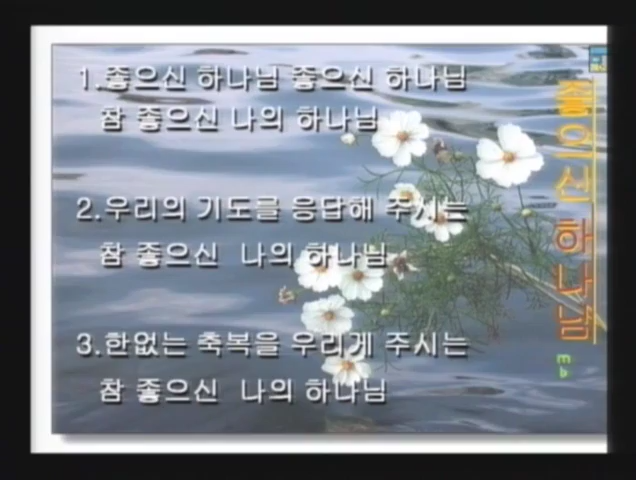 1.좋으신 하나님 좋으신 하나님
참 좋으신 나의 하나님
2.우리의 기도를 응답해 주시는
참 좋으신 나의 하나님
3.한없는 축복을 우리게 주시는
참 좋으신 나의 하나님
좋으신 하나님
Eb